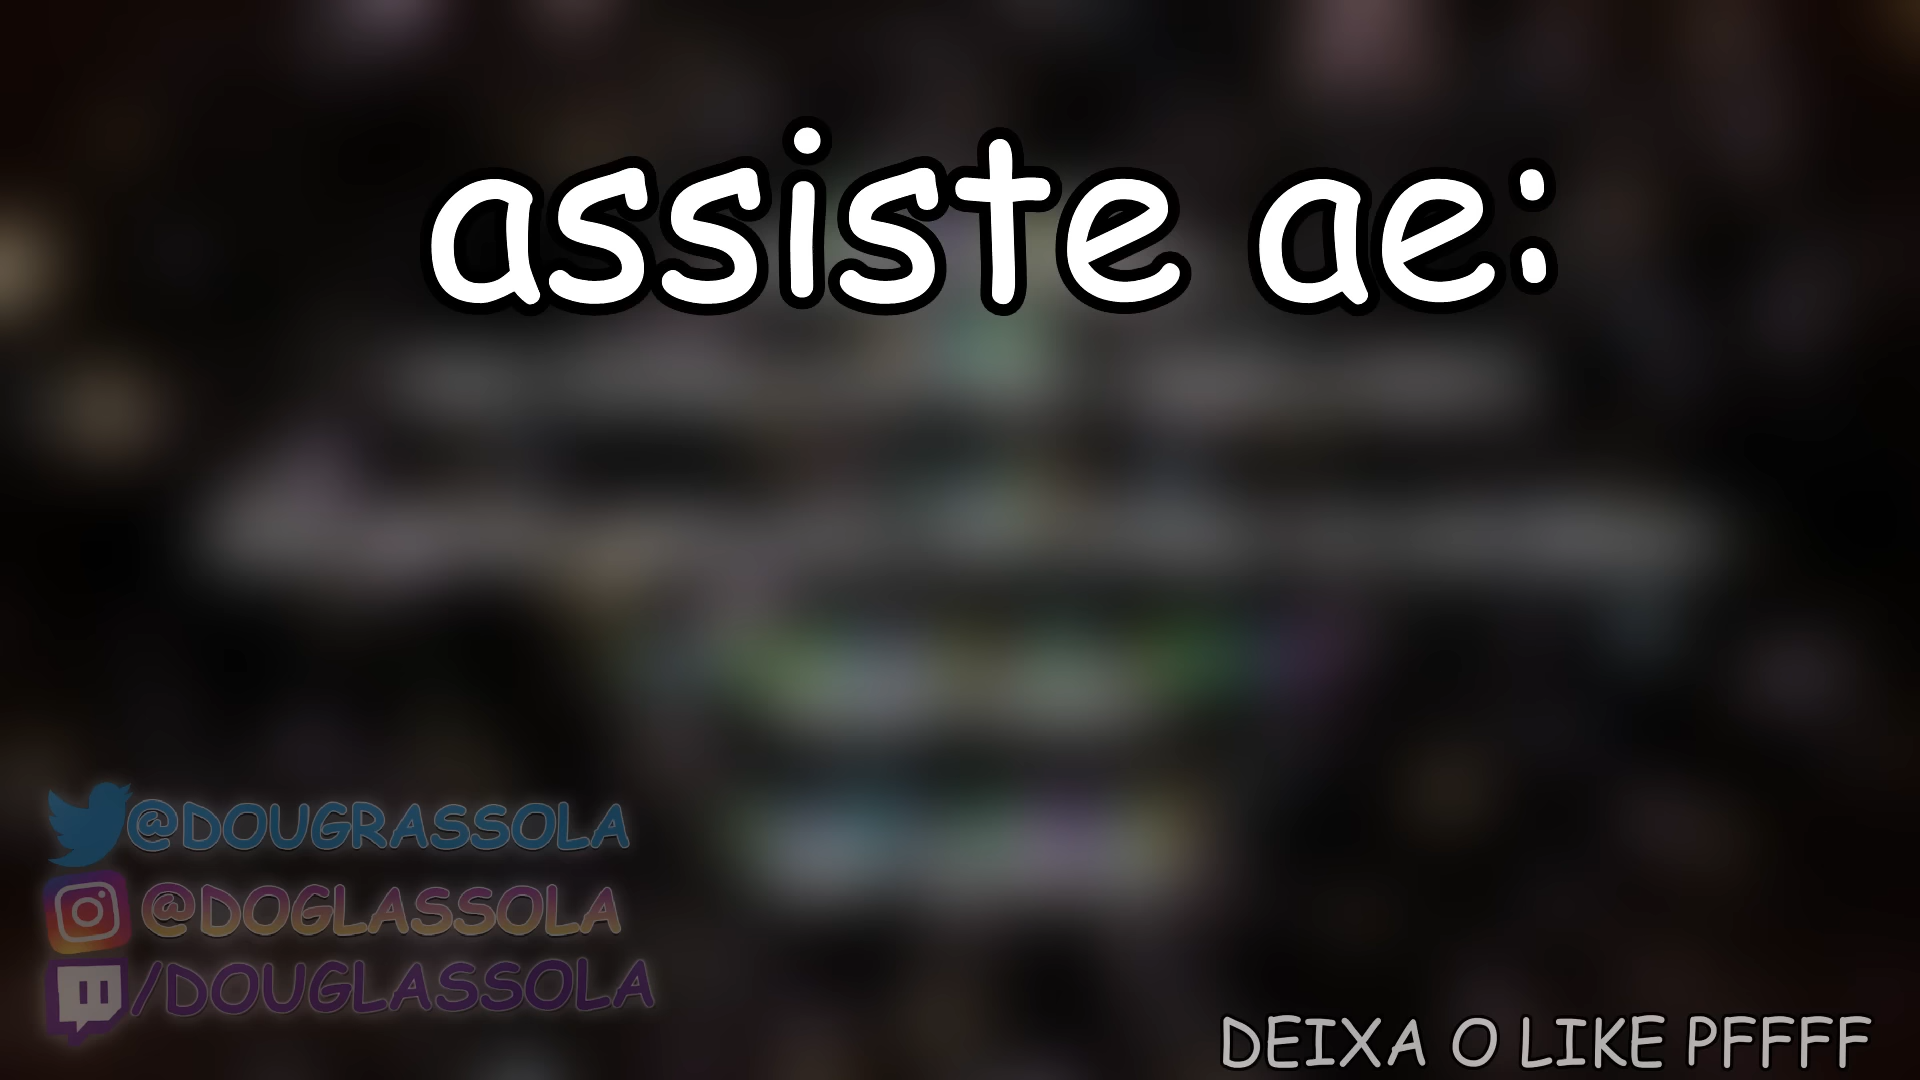 assiste ae:
@DOUGRASSOLA
@DOGLASSOLA
/DOUGLASSOLA
DEIXA O LIKE PFFFF